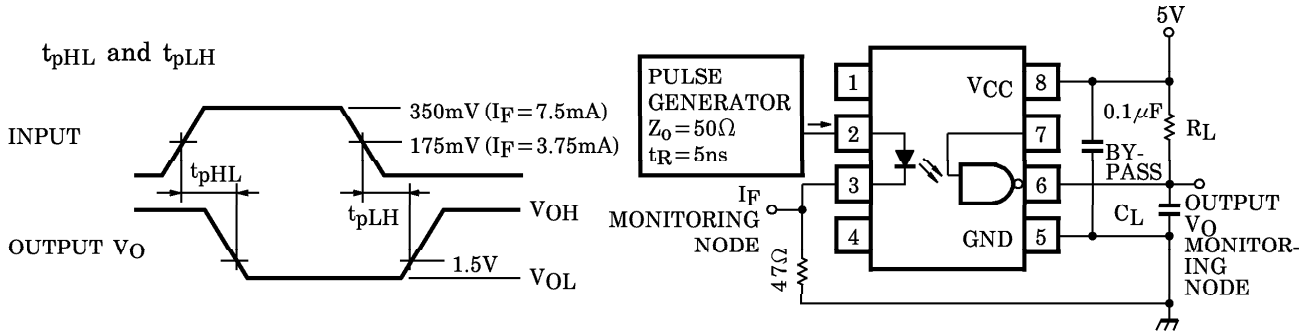 tpHL and tpLH
INPUT
350mV (IF=7.5mA)
175mV (IF=3.75mA)
tpHL
tpLH
OUTPUT VO
VOH
1.5V
VOL
PULSE
GENERATOR
Zo=50Ω
tR=5ns
IF
MONITORING
NODE
47Ω
1
2
3
4
VCC
GND
8
7
6
5
5V
0.1μF
RL
BY-
PASS
CL
OUTPUT
VO
MONITOR-
ING
NODE